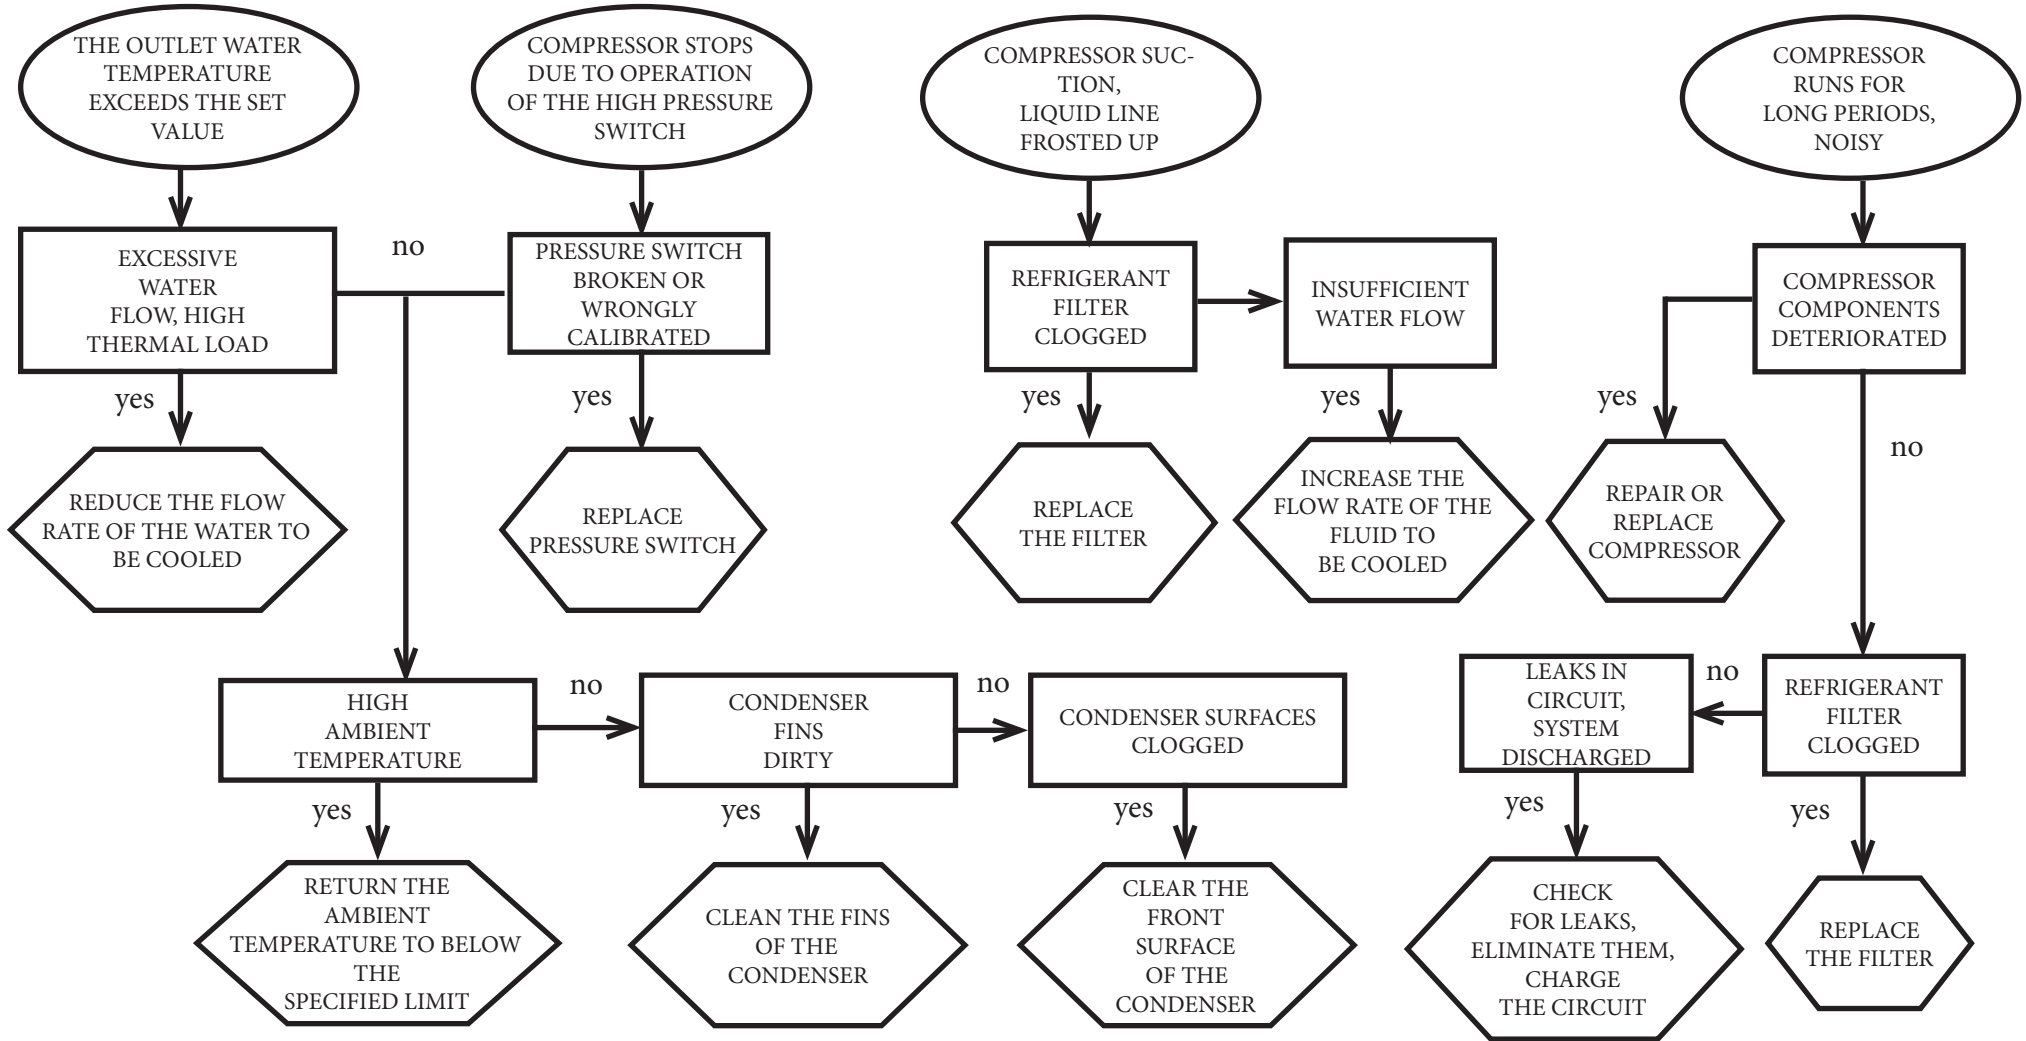 THE OUTLET WATER
TEMPERATURE
EXCEEDS THE SET
VALUE
COMPRESSOR STOPS
DUE TO OPERATION
OF THE HIGH PRESSURE
SWITCH
COMPRESSOR SUC-
TION,
LIQUID LINE
FROSTED UP
COMPRESSOR
RUNS FOR
LONG PERIODS,
NOISY
EXCESSIVE
WATER
FLOW, HIGH
THERMAL LOAD
no
PRESSURE SWITCH
BROKEN OR
WRONGLY
CALIBRATED
REFRIGERANT
FILTER
CLOGGED
INSUFFICIENT
WATER FLOW
COMPRESSOR
COMPONENTS
DETERIORATED
yes
yes
yes
yes
yes
no
REDUCE THE FLOW
RATE OF THE WATER TO
BE COOLED
REPLACE
PRESSURE SWITCH
REPLACE
THE FILTER
INCREASE THE
FLOW RATE OF THE
FLUID TO
BE COOLED
REPAIR OR
REPLACE
COMPRESSOR
HIGH
AMBIENT
TEMPERATURE
no
CONDENSER
FINS
DIRTY
no
CONDENSER SURFACES
CLOGGED
LEAKS IN
CIRCUIT,
SYSTEM
DISCHARGED
no
REFRIGERANT
FILTER
CLOGGED
yes
yes
yes
yes
yes
RETURN THE
AMBIENT
TEMPERATURE TO BELOW
THE
SPECIFIED LIMIT
CLEAN THE FINS
OF THE
CONDENSER
CLEAR THE
FRONT
SURFACE
OF THE
CONDENSER
CHECK
FOR LEAKS,
ELIMINATE THEM,
CHARGE
THE CIRCUIT
REPLACE
THE FILTER